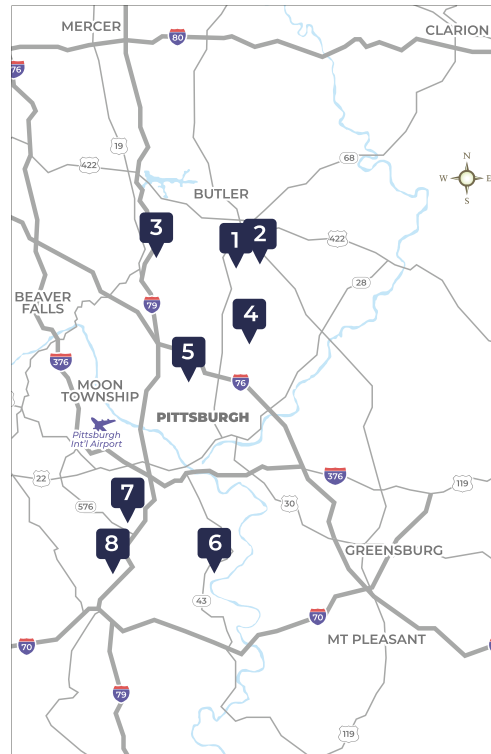 MERCER
80
CLARION
76
19
422
68
N
W
E
S
BUTLER
3
1
2
422
28
79
BEAVER
FALLS
4
5
376
76
MOON
TOWNSHIP
PITTSBURGH
Pittsburgh
Int'l Airport
22
376
119
7
576
30
8
6
GREENSBURG
43
70
70
MT PLEASANT
79
119